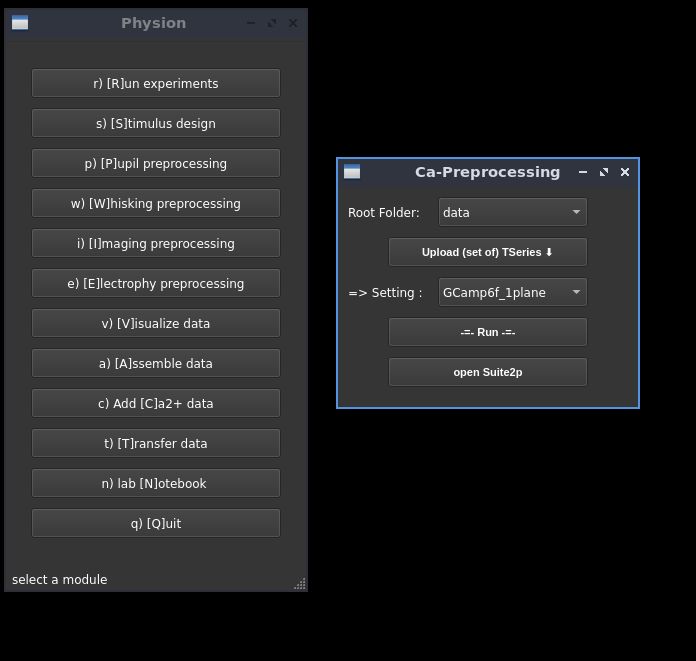 Physion
r) [R]un experiments
s) [S]timulus design
p) [P]upil preprocessing
w) [W]hisking preprocessing
i) [I]maging preprocessing
e) [E]lectrophy preprocessing
v) [V]isualize data
a) [A]ssemble data
c) Add [C]a2+ data
t) [T]ransfer data
n) lab [N]otebook
q) [Q]uit
select a module
Ca-Preprocessing
Root Folder: data
Upload (set of) TSeries ⬇
=> Setting : GCamp6f_1plane
-=- Run -=-
open Suite2p